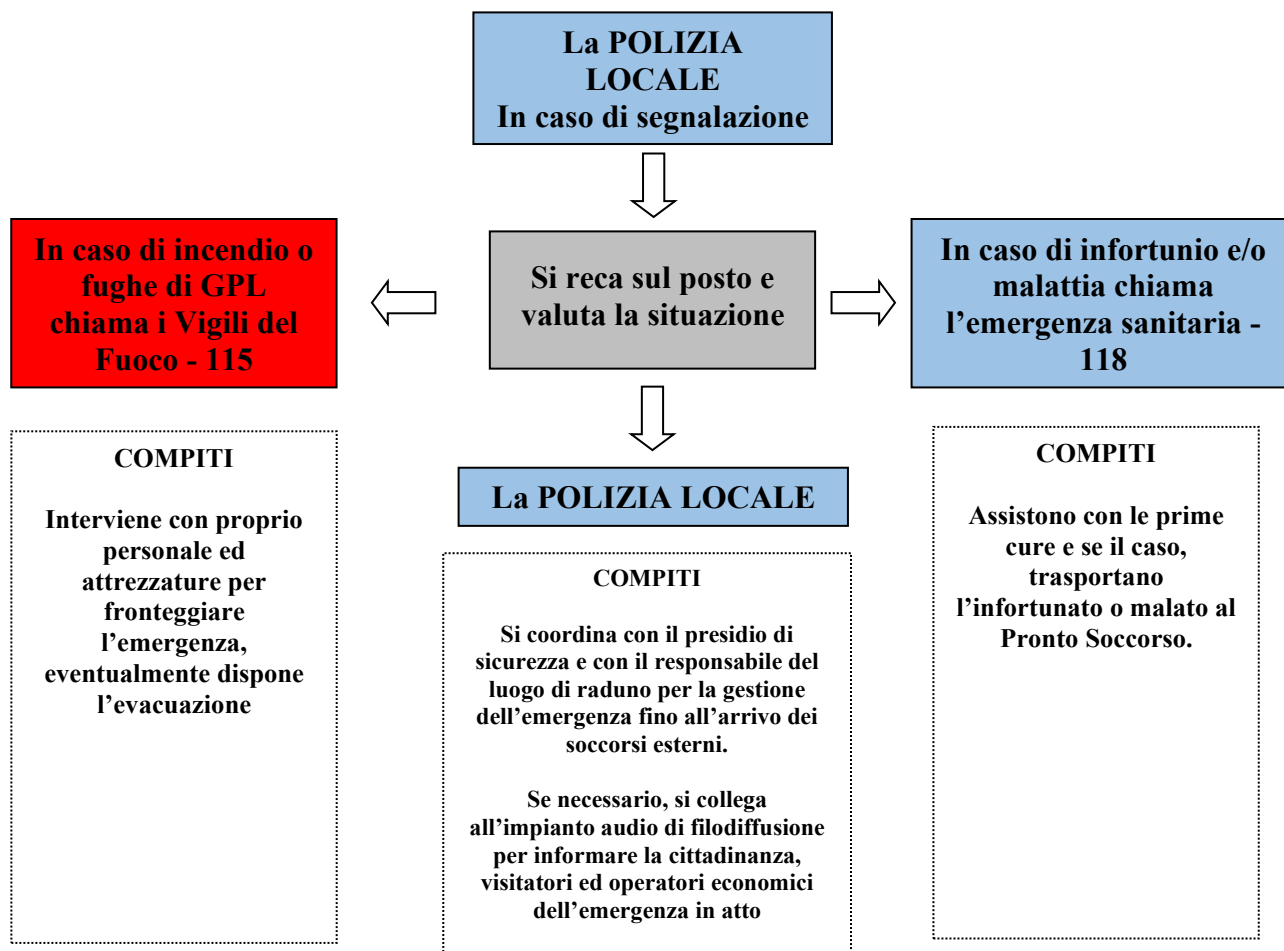 La POLIZIA
LOCALE
In caso di segnalazione
In caso di incendio o
fughe di GPL
chiama i Vigili del
Fuoco - 115
Si reca sul posto e
valuta la situazione
In caso di infortunio e/o
malattia chiama
l’emergenza sanitaria -
118
COMPITI
Interviene con proprio
personale ed
attrezzature per
fronteggiare
l’emergenza,
eventualmente dispone
l’evacuazione
La POLIZIA LOCALE
COMPITI
Si coordina con il presidio di
sicurezza e con il responsabile del
luogo di raduno per la gestione
dell’emergenza fino all’arrivo dei
soccorsi esterni.
Se necessario, si collega
all’impianto audio di filodiffusione
per informare la cittadinanza,
visitatori ed operatori economici
dell’emergenza in atto
COMPITI
Assistono con le prime
cure e se il caso,
trasportano
l’infortunato o malato al
Pronto Soccorso.